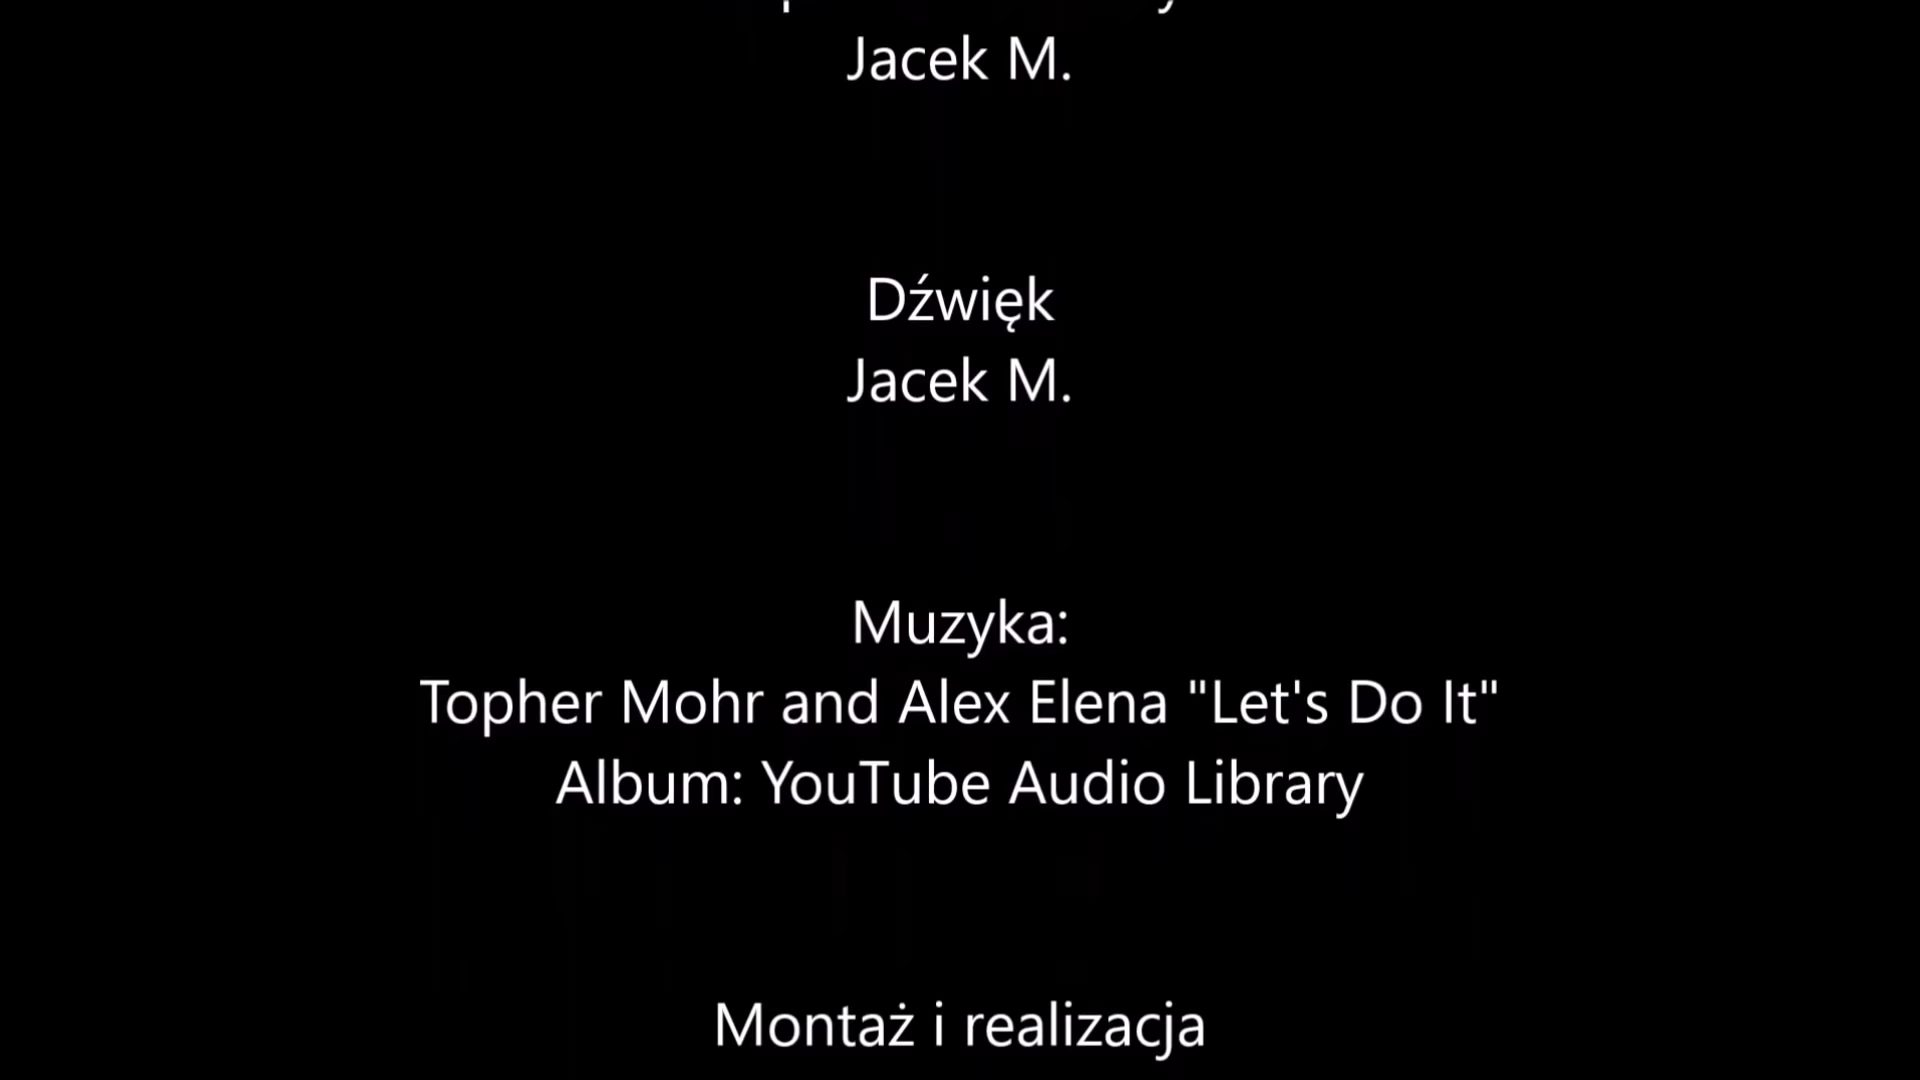 Jacek M.
Dźwięk
Jacek M.
Muzyka:
Topher Mohr and Alex Elena "Let's Do It"
Album: YouTube Audio Library
Montaż i realizacja